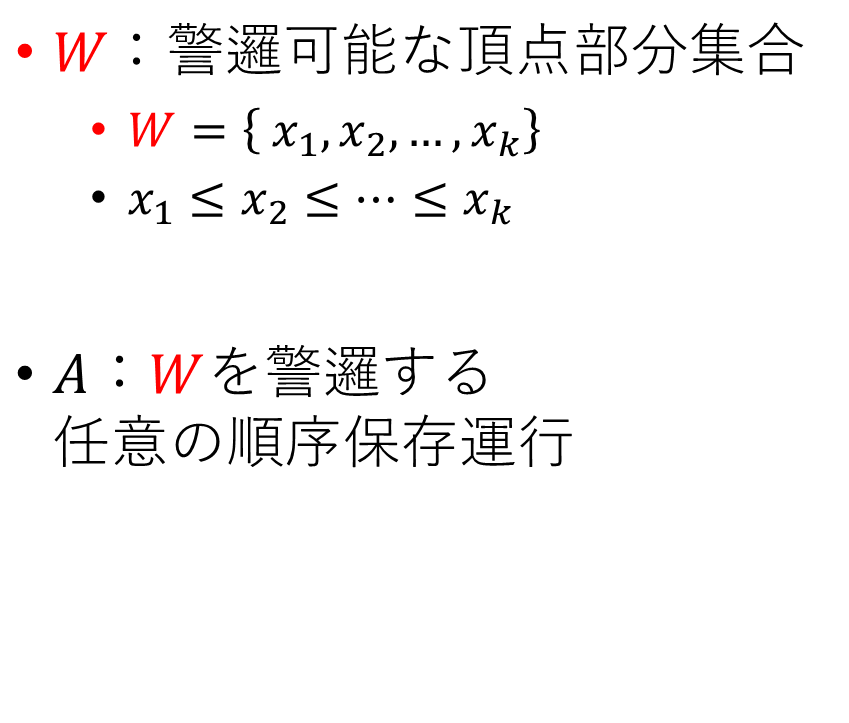 • W：警邏可能な頂点部分集合
• W = { x₁, x₂, … , xₖ}
• x₁ ≤ x₂ ≤ ⋯ ≤ xₖ
• A：Wを警邏する
任意の順序保存運行